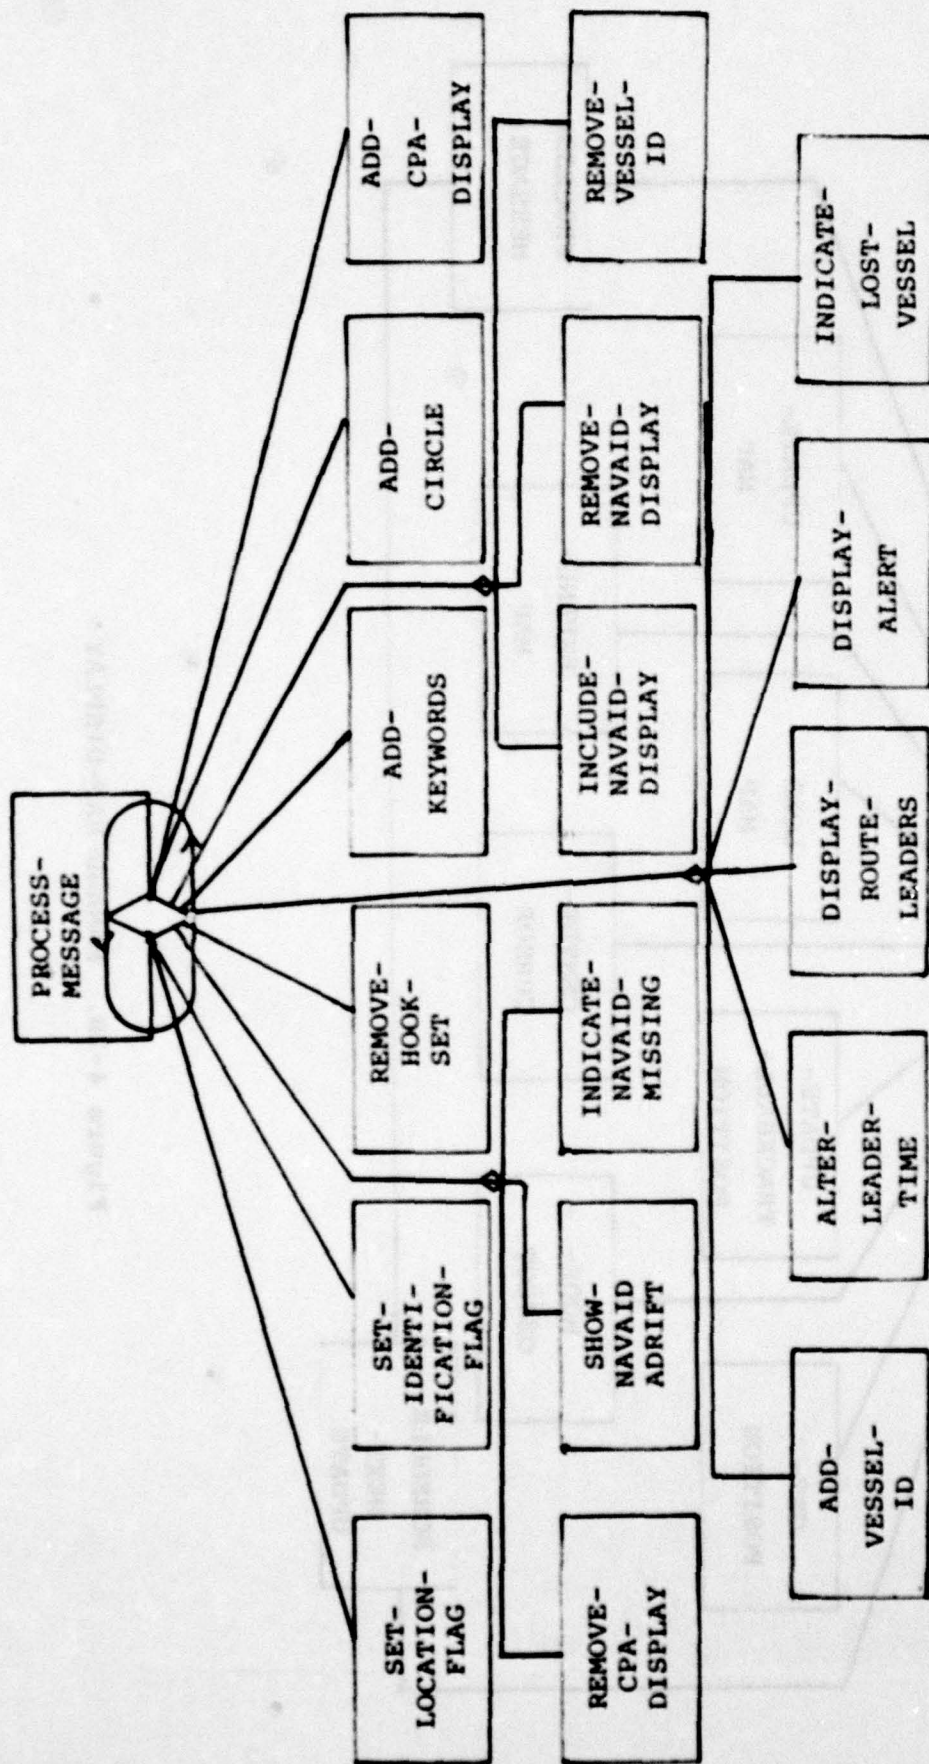 PROCESS-
MESSAGE
SET-
LOCATION-
FLAG
SET-
IDENTI-
FICATION-
FLAG
REMOVE-
HOOK-
SET
ADD-
KEYWORDS
ADD-
CIRCLE
ADD-
CPA-
DISPLAY
REMOVE-
CPA-
DISPLAY
SHOW-
NAVAID
ADRIFT
INDICATE-
NAVAID-
MISSING
INCLUDE-
NAVAID-
DISPLAY
REMOVE-
NAVAID-
DISPLAY
REMOVE-
VESSEL-
ID
ADD-
VESSEL-
ID
ALTER-
LEADER-
TIME
DISPLAY-
ROUTE-
LEADERS
DISPLAY-
ALERT
INDICATE-
LOST-
VESSEL